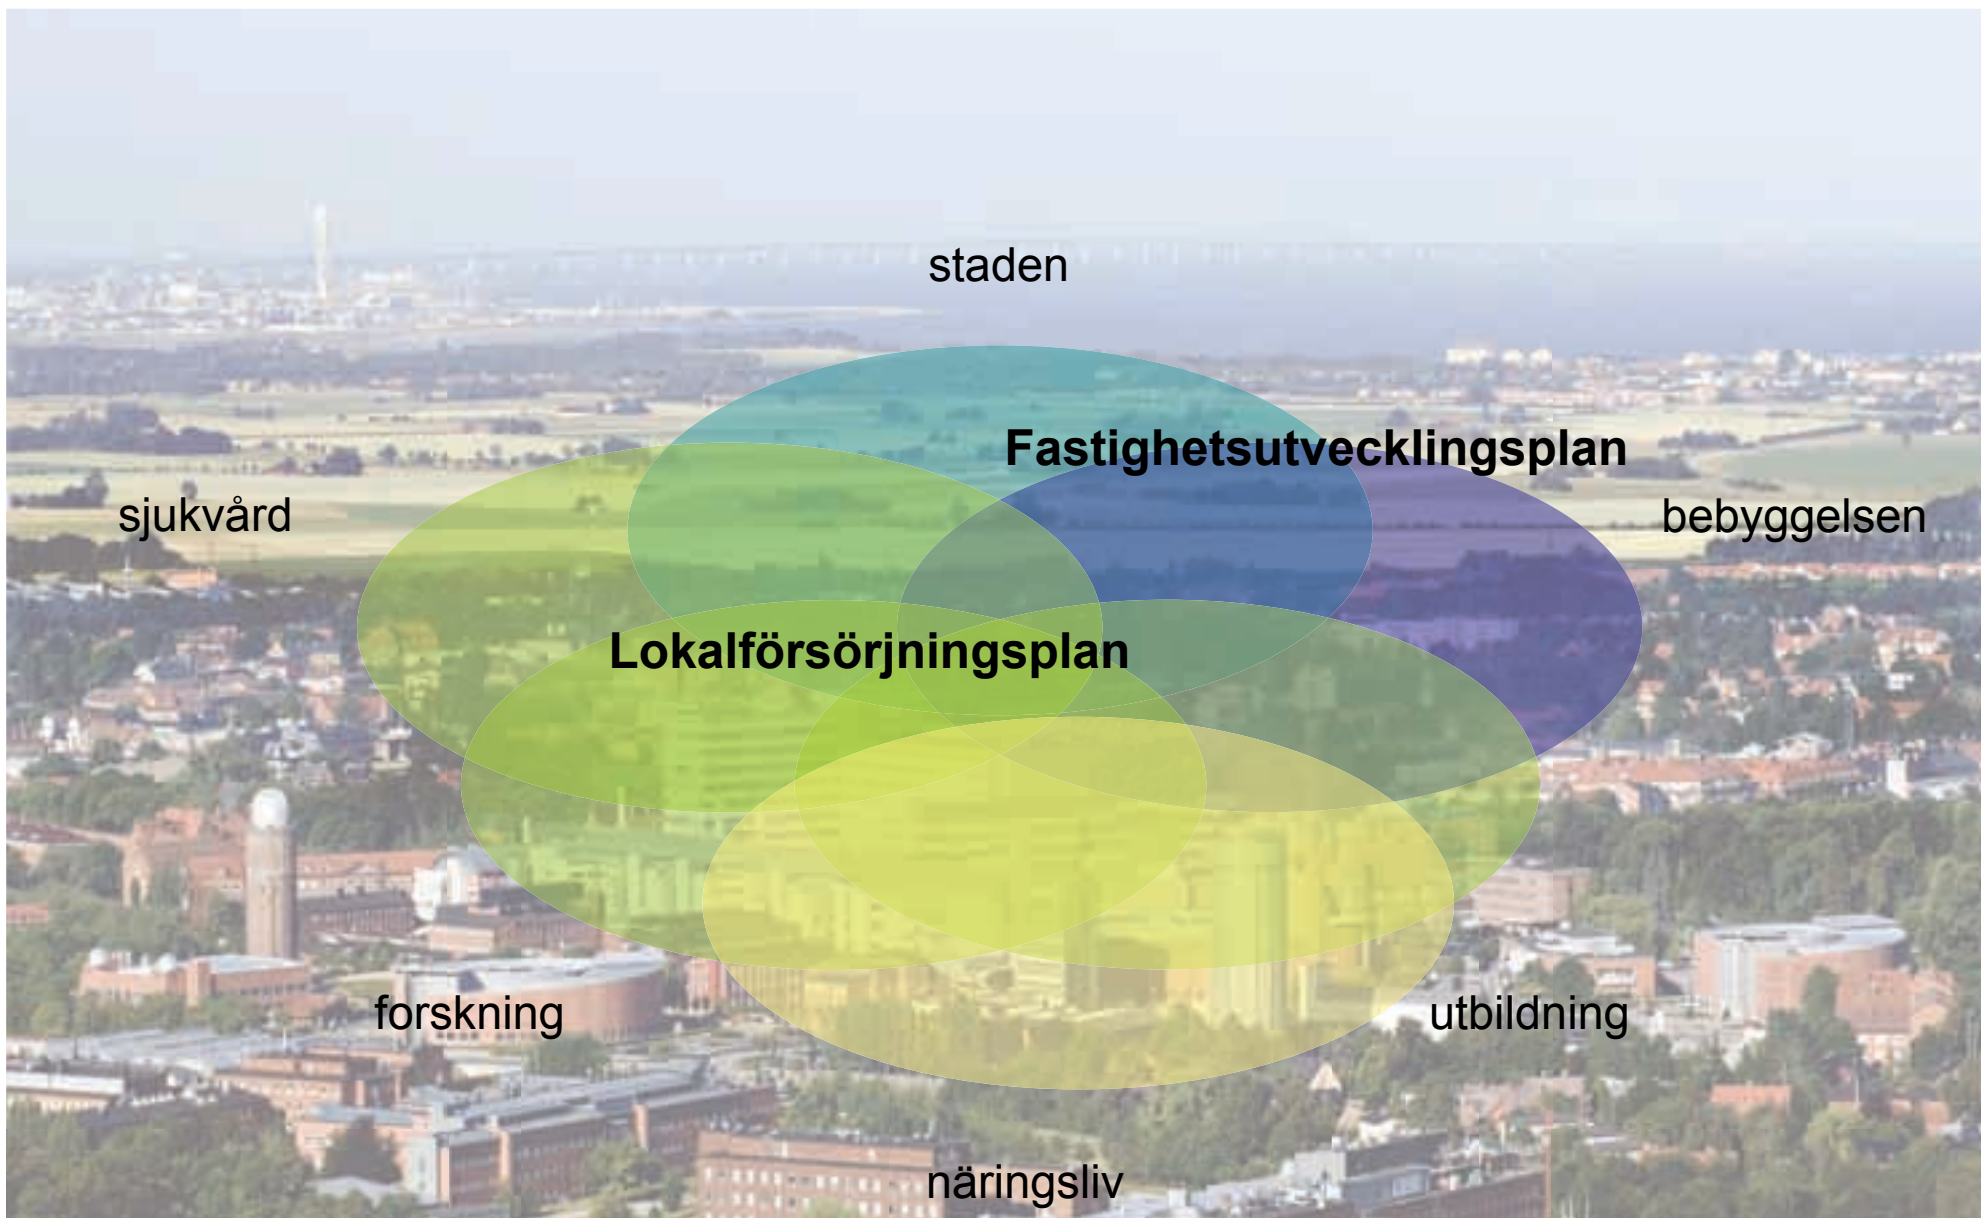 staden
Fastighetsutvecklingsplan
sjukvård
bebyggelsen
Lokalförsörjningsplan
forskning
utbildning
näringsliv